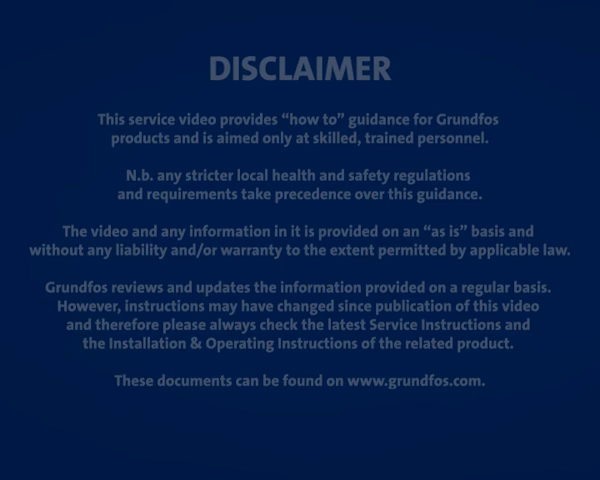 DISCLAIMER
This service video provides “how to” guidance for Grundfos
products and is aimed only at skilled, trained personnel.
N.b. any stricter local health and safety regulations
and requirements take precedence over this guidance.
The video and any information in it is provided on an “as is” basis and
without any liability and/or warranty to the extent permitted by applicable law.
Grundfos reviews and updates the information provided on a regular basis.
However, instructions may have changed since publication of this video
and therefore please always check the latest Service Instructions and
the Installation & Operating Instructions of the related product.
These documents can be found on www.grundfos.com.